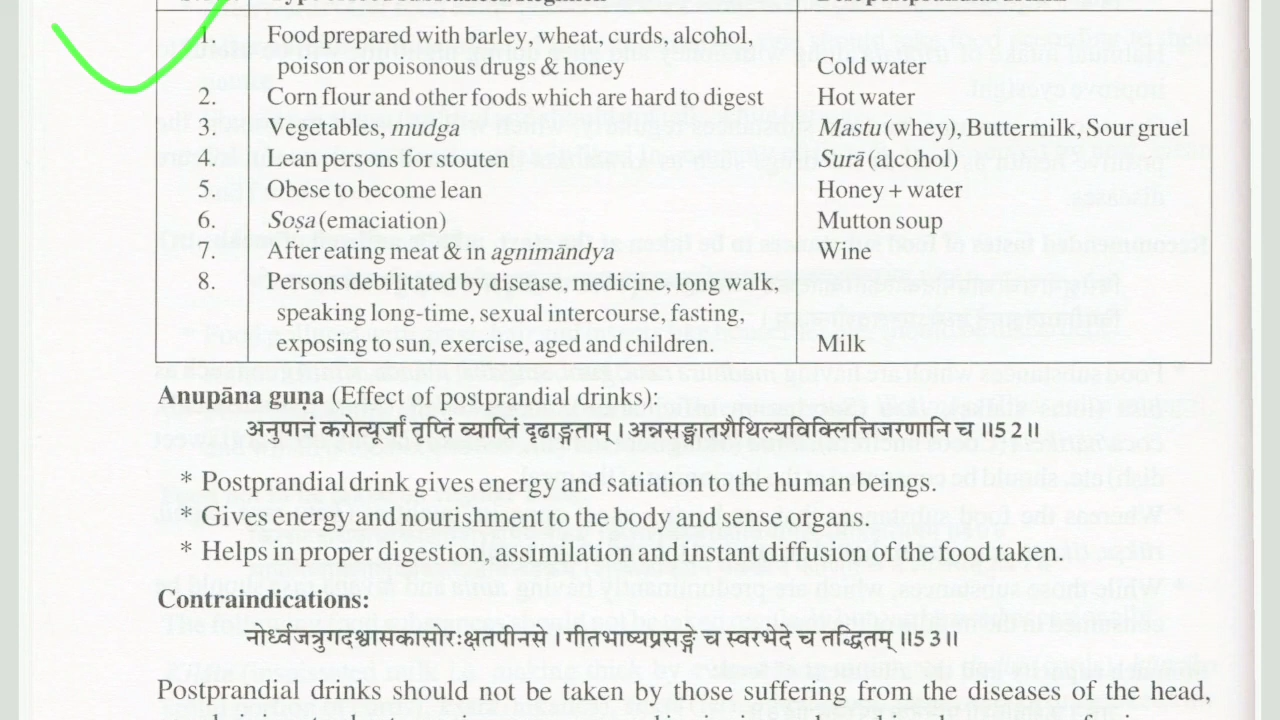 1. Food prepared with barley, wheat, curds, alcohol,
poison or poisonous drugs & honey Cold water
2. Corn flour and other foods which are hard to digest Hot water
3. Vegetables, mudga Mastu (whey), Buttermilk, Sour gruel
4. Lean persons for stouten Surā (alcohol)
5. Obese to become lean Honey + water
6. Soṣa (emaciation) Mutton soup
7. After eating meat & in agnimāndya Wine
8. Persons debilitated by disease, medicine, long walk,
speaking long-time, sexual intercourse, fasting,
exposing to sun, exercise, aged and children. Milk
Anupāna guṇa (Effect of postprandial drinks):
अनुपानं करोत्यूर्जां तृप्तिं व्याप्तिं दृढाङ्गताम् । अन्नसङ्घातशैथिल्यविक्लित्तिजरणानि च ॥52॥
* Postprandial drink gives energy and satiation to the human beings.
* Gives energy and nourishment to the body and sense organs.
* Helps in proper digestion, assimilation and instant diffusion of the food taken.
Contraindications:
नोर्ध्वजत्रुगदश्वासकासोरःक्षतपीनसे । गीतभाष्यप्रसङ्गे च स्वरभेदे च तद्धितम् ॥53॥
Postprandial drinks should not be taken by those suffering from the diseases of the head,